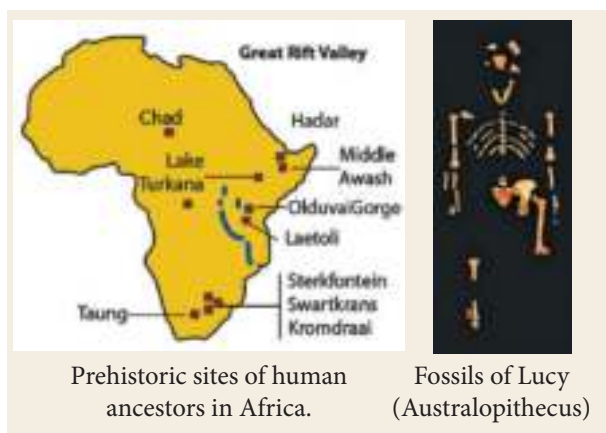 Great Rift Valley
Chad
Hadar
Lake
Turkana
Middle
Awash
OlduvaiGorge
Laetoli
Sterkfontein
Swartkrans
Kromdraai
Taung
Prehistoric sites of human
ancestors in Africa.
Fossils of Lucy
(Australopithecus)